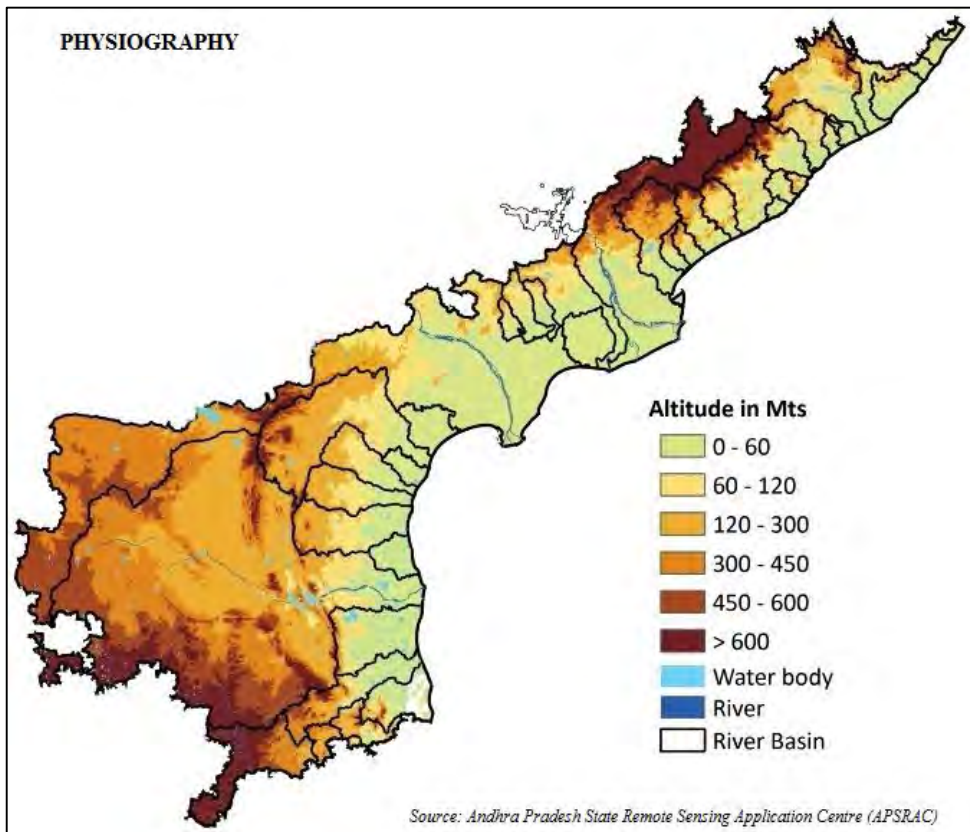 PHYSIOGRAPHY
Altitude in Mts
0 - 60
60 - 120
120 - 300
300 - 450
450 - 600
> 600
Water body
River
River Basin
Source: Andhra Pradesh State Remote Sensing Application Centre (APSRAC)